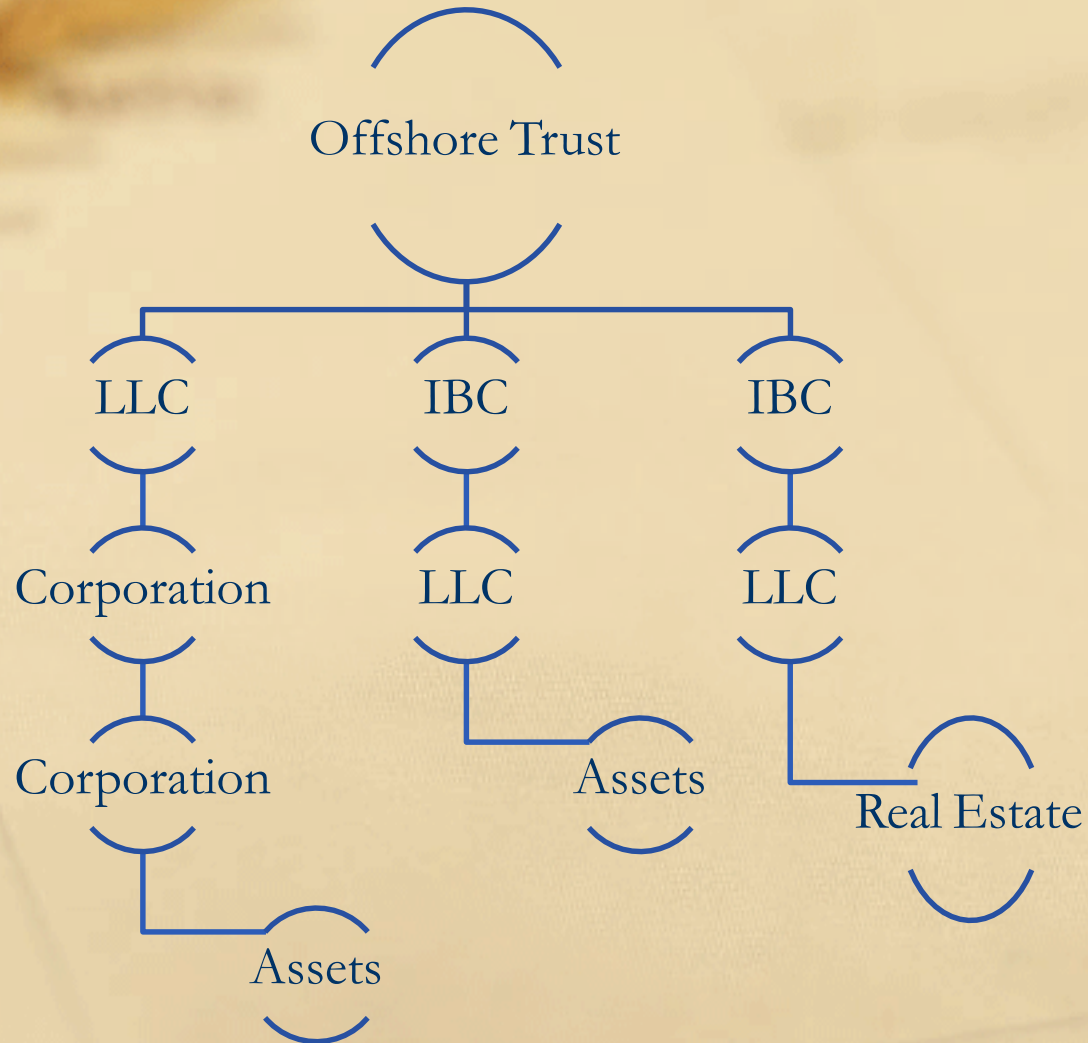 Offshore Trust
LLC
IBC
IBC
Corporation
LLC
LLC
Corporation
Assets
Real Estate
Assets